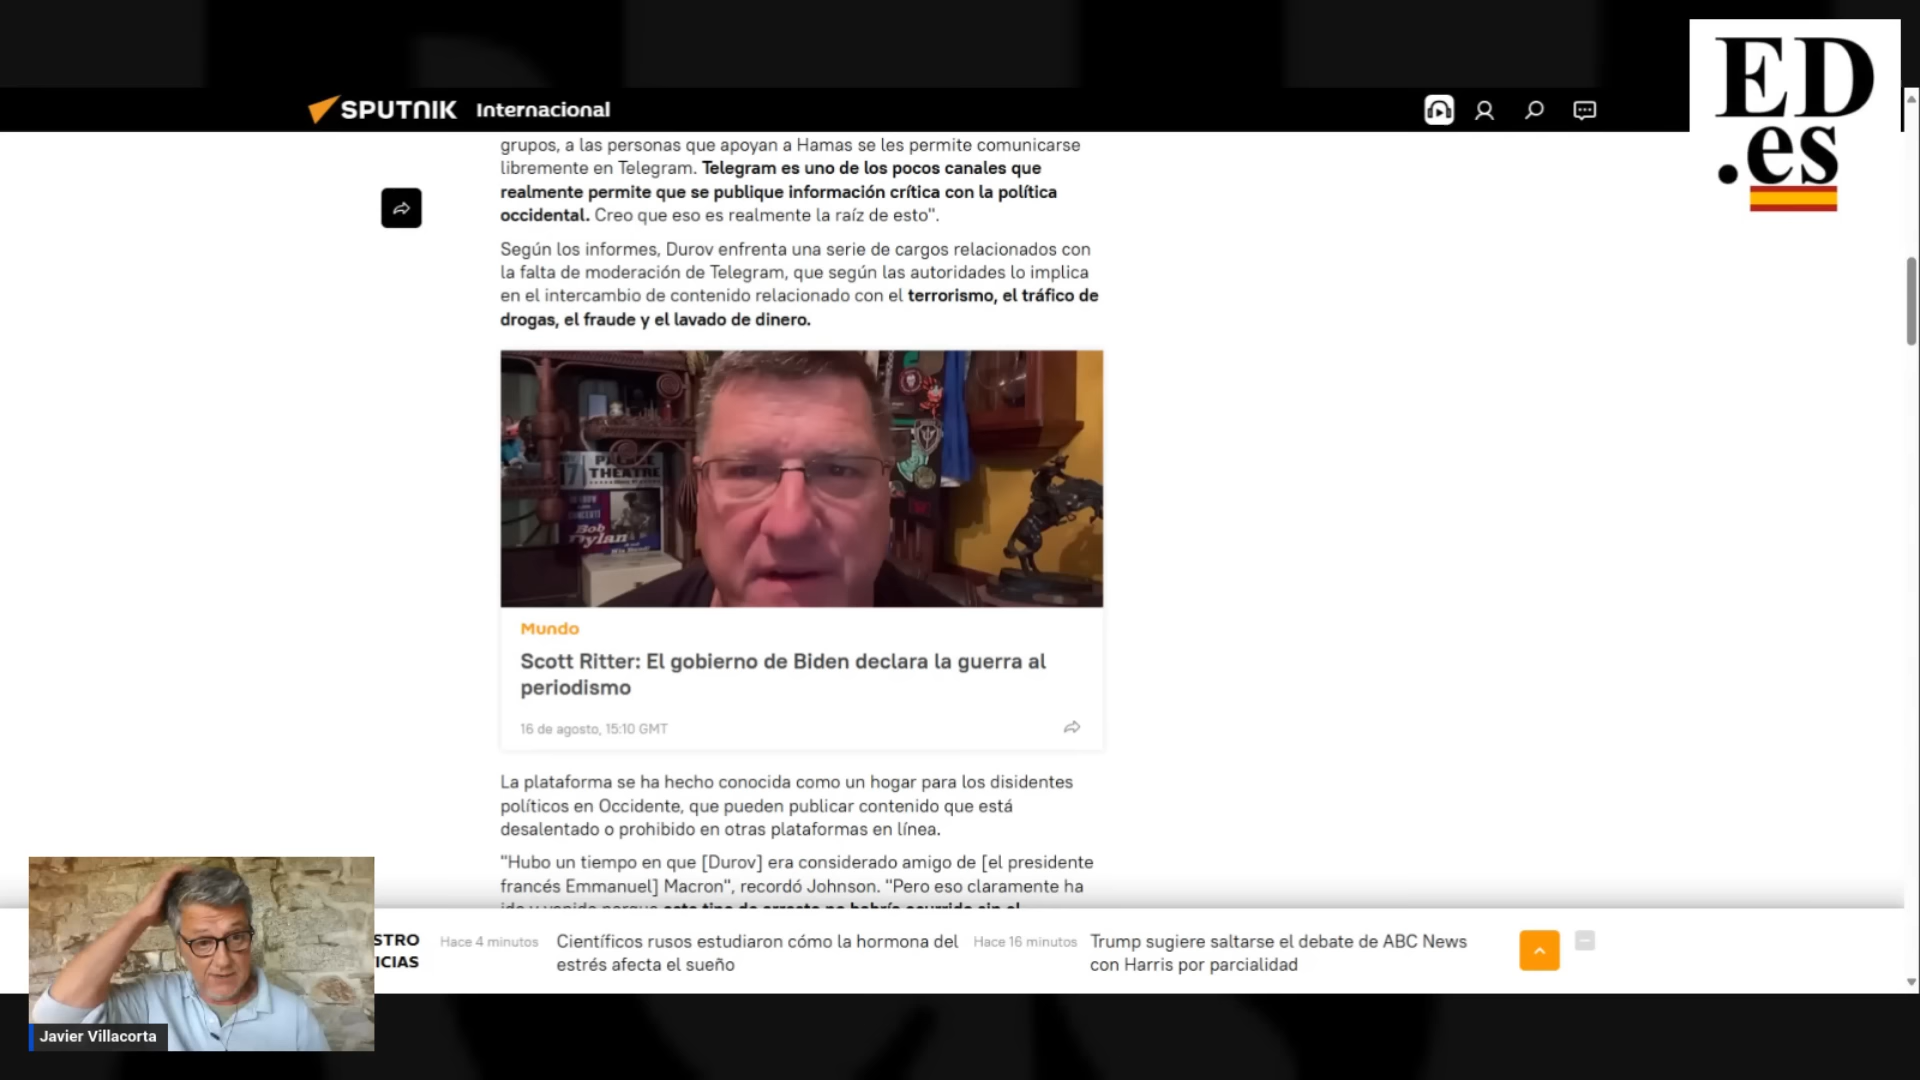 ED
.es
SPUTNIK Internacional
grupos, a las personas que apoyan a Hamas se les permite comunicarse
libremente en Telegram. Telegram es uno de los pocos canales que
realmente permite que se publique información crítica con la política
occidental. Creo que eso es realmente la raíz de esto".
Según los informes, Durov enfrenta una serie de cargos relacionados con
la falta de moderación de Telegram, que según las autoridades lo implica
en el intercambio de contenido relacionado con el terrorismo, el tráfico de
drogas, el fraude y el lavado de dinero.
THEATRE
Bob
Dylan
Mundo
Scott Ritter: El gobierno de Biden declara la guerra al
periodismo
16 de agosto, 15:10 GMT
La plataforma se ha hecho conocida como un hogar para los disidentes
políticos en Occidente, que pueden publicar contenido que está
desalentado o prohibido en otras plataformas en línea.
"Hubo un tiempo en que [Durov] era considerado amigo de [el presidente
francés Emmanuel] Macron", recordó Johnson. "Pero eso claramente ha
STRO
ICIAS
Hace 4 minutos
Científicos rusos estudiaron cómo la hormona del
estrés afecta el sueño
Hace 16 minutos
Trump sugiere saltarse el debate de ABC News
con Harris por parcialidad
Javier Villacorta